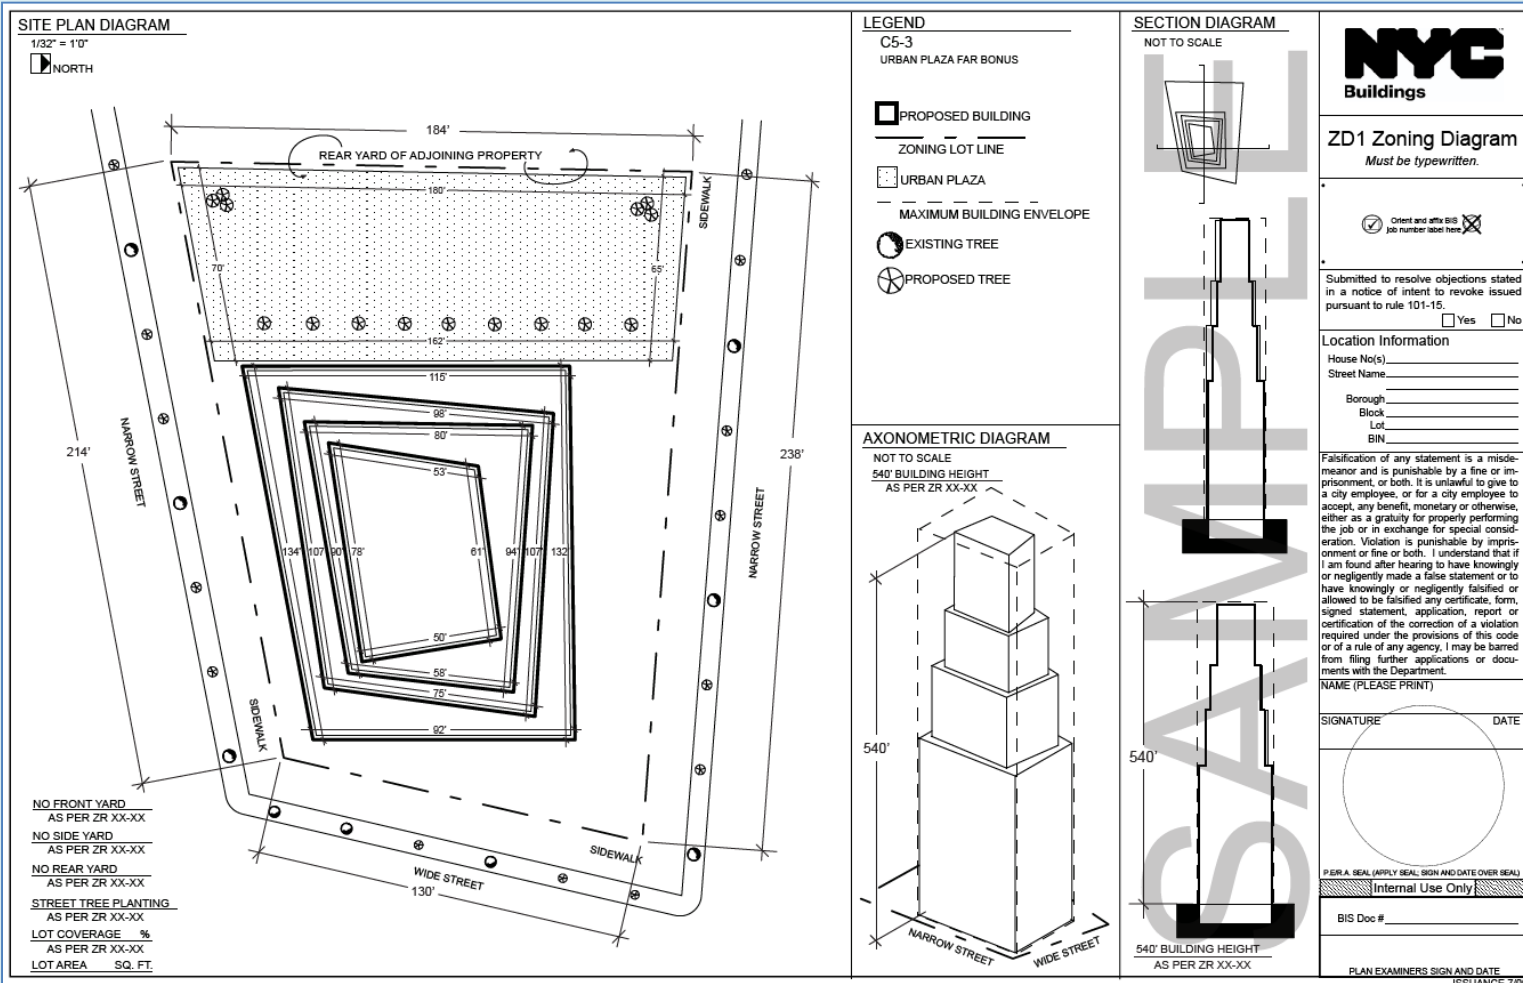 SITE PLAN DIAGRAM
1/32" = 1'0"
NORTH
184'
REAR YARD OF ADJOINING PROPERTY
180'
SIDEWALK
70'
65'
162'
115'
98'
80'
53'
214'
NARROW STREET
238'
NARROW STREET
134'
107'
90'
78'
61'
94'
107'
132'
50'
58'
75'
92'
SIDEWALK
SIDEWALK
WIDE STREET
130'
NO FRONT YARD
AS PER ZR XX-XX
NO SIDE YARD
AS PER ZR XX-XX
NO REAR YARD
AS PER ZR XX-XX
STREET TREE PLANTING
AS PER ZR XX-XX
LOT COVERAGE %
AS PER ZR XX-XX
LOT AREA SQ. FT.
LEGEND
C5-3
URBAN PLAZA FAR BONUS
PROPOSED BUILDING
ZONING LOT LINE
URBAN PLAZA
MAXIMUM BUILDING ENVELOPE
EXISTING TREE
PROPOSED TREE
AXONOMETRIC DIAGRAM
NOT TO SCALE
540' BUILDING HEIGHT
AS PER ZR XX-XX
540'
NARROW STREET
WIDE STREET
SECTION DIAGRAM
NOT TO SCALE
540'
540' BUILDING HEIGHT
AS PER ZR XX-XX
SAMPLE
NYC
Buildings
ZD1 Zoning Diagram
Must be typewritten.
Orient and affix BIS
job number label here
Submitted to resolve objections stated
in a notice of intent to revoke issued
pursuant to rule 101-15.
Yes No
Location Information
House No(s)
Street Name
Borough
Block
Lot
BIN
Falsification of any statement is a misde-
meanor and is punishable by a fine or im-
prisonment, or both. It is unlawful to give to
a city employee, or for a city employee to
accept, any benefit, monetary or otherwise,
either as a gratuity for properly performing
the job or in exchange for special consid-
eration. Violation is punishable by impris-
onment or fine or both. I understand that if
I am found after hearing to have knowingly
or negligently made a false statement or to
have knowingly or negligently falsified or
allowed to be falsified any certificate, form,
signed statement, application, report or
certification of the correction of a violation
required under the provisions of this code
or of a rule of any agency, I may be barred
from filing further applications or docu-
ments with the Department.
NAME (PLEASE PRINT)
SIGNATURE DATE
P.E/R.A. SEAL (APPLY SEAL; SIGN AND DATE OVER SEAL)
Internal Use Only
BIS Doc #
PLAN EXAMINERS SIGN AND DATE